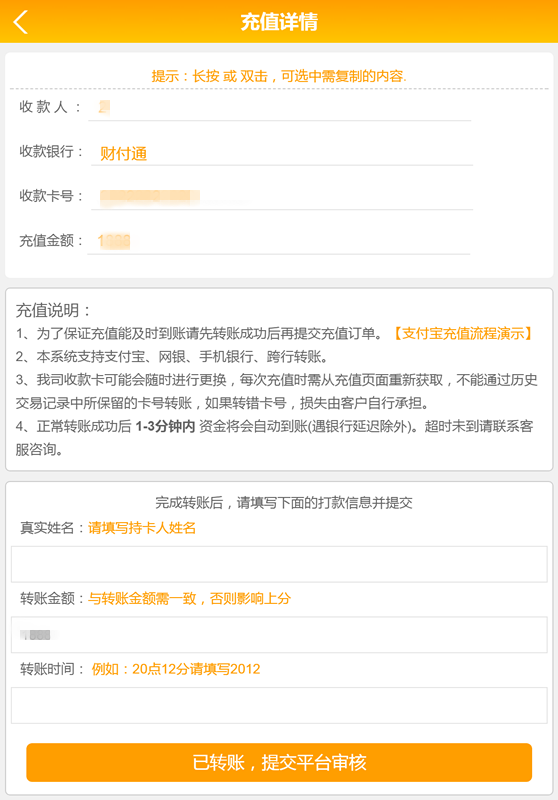 充值详情
提示：长按 或 双击，可选中需复制的内容.
收 款 人 ：
收款银行： 财付通
收款卡号：
充值金额：
充值说明：
1、为了保证充值能及时到账请先转账成功后再提交充值订单。【支付宝充值流程演示】
2、本系统支持支付宝、网银、手机银行、跨行转账。
3、我司收款卡可能会随时进行更换，每次充值时需从充值页面重新获取，不能通过历史
交易记录中所保留的卡号转账，如果转错卡号，损失由客户自行承担。
4、正常转账成功后 1-3分钟内 资金将会自动到账(遇银行延迟除外)。超时未到请联系客
服咨询。
完成转账后，请填写下面的打款信息并提交
真实姓名：请填写持卡人姓名
转账金额：与转账金额需一致，否则影响上分
转账时间： 例如：20点12分请填写2012
已转账，提交平台审核